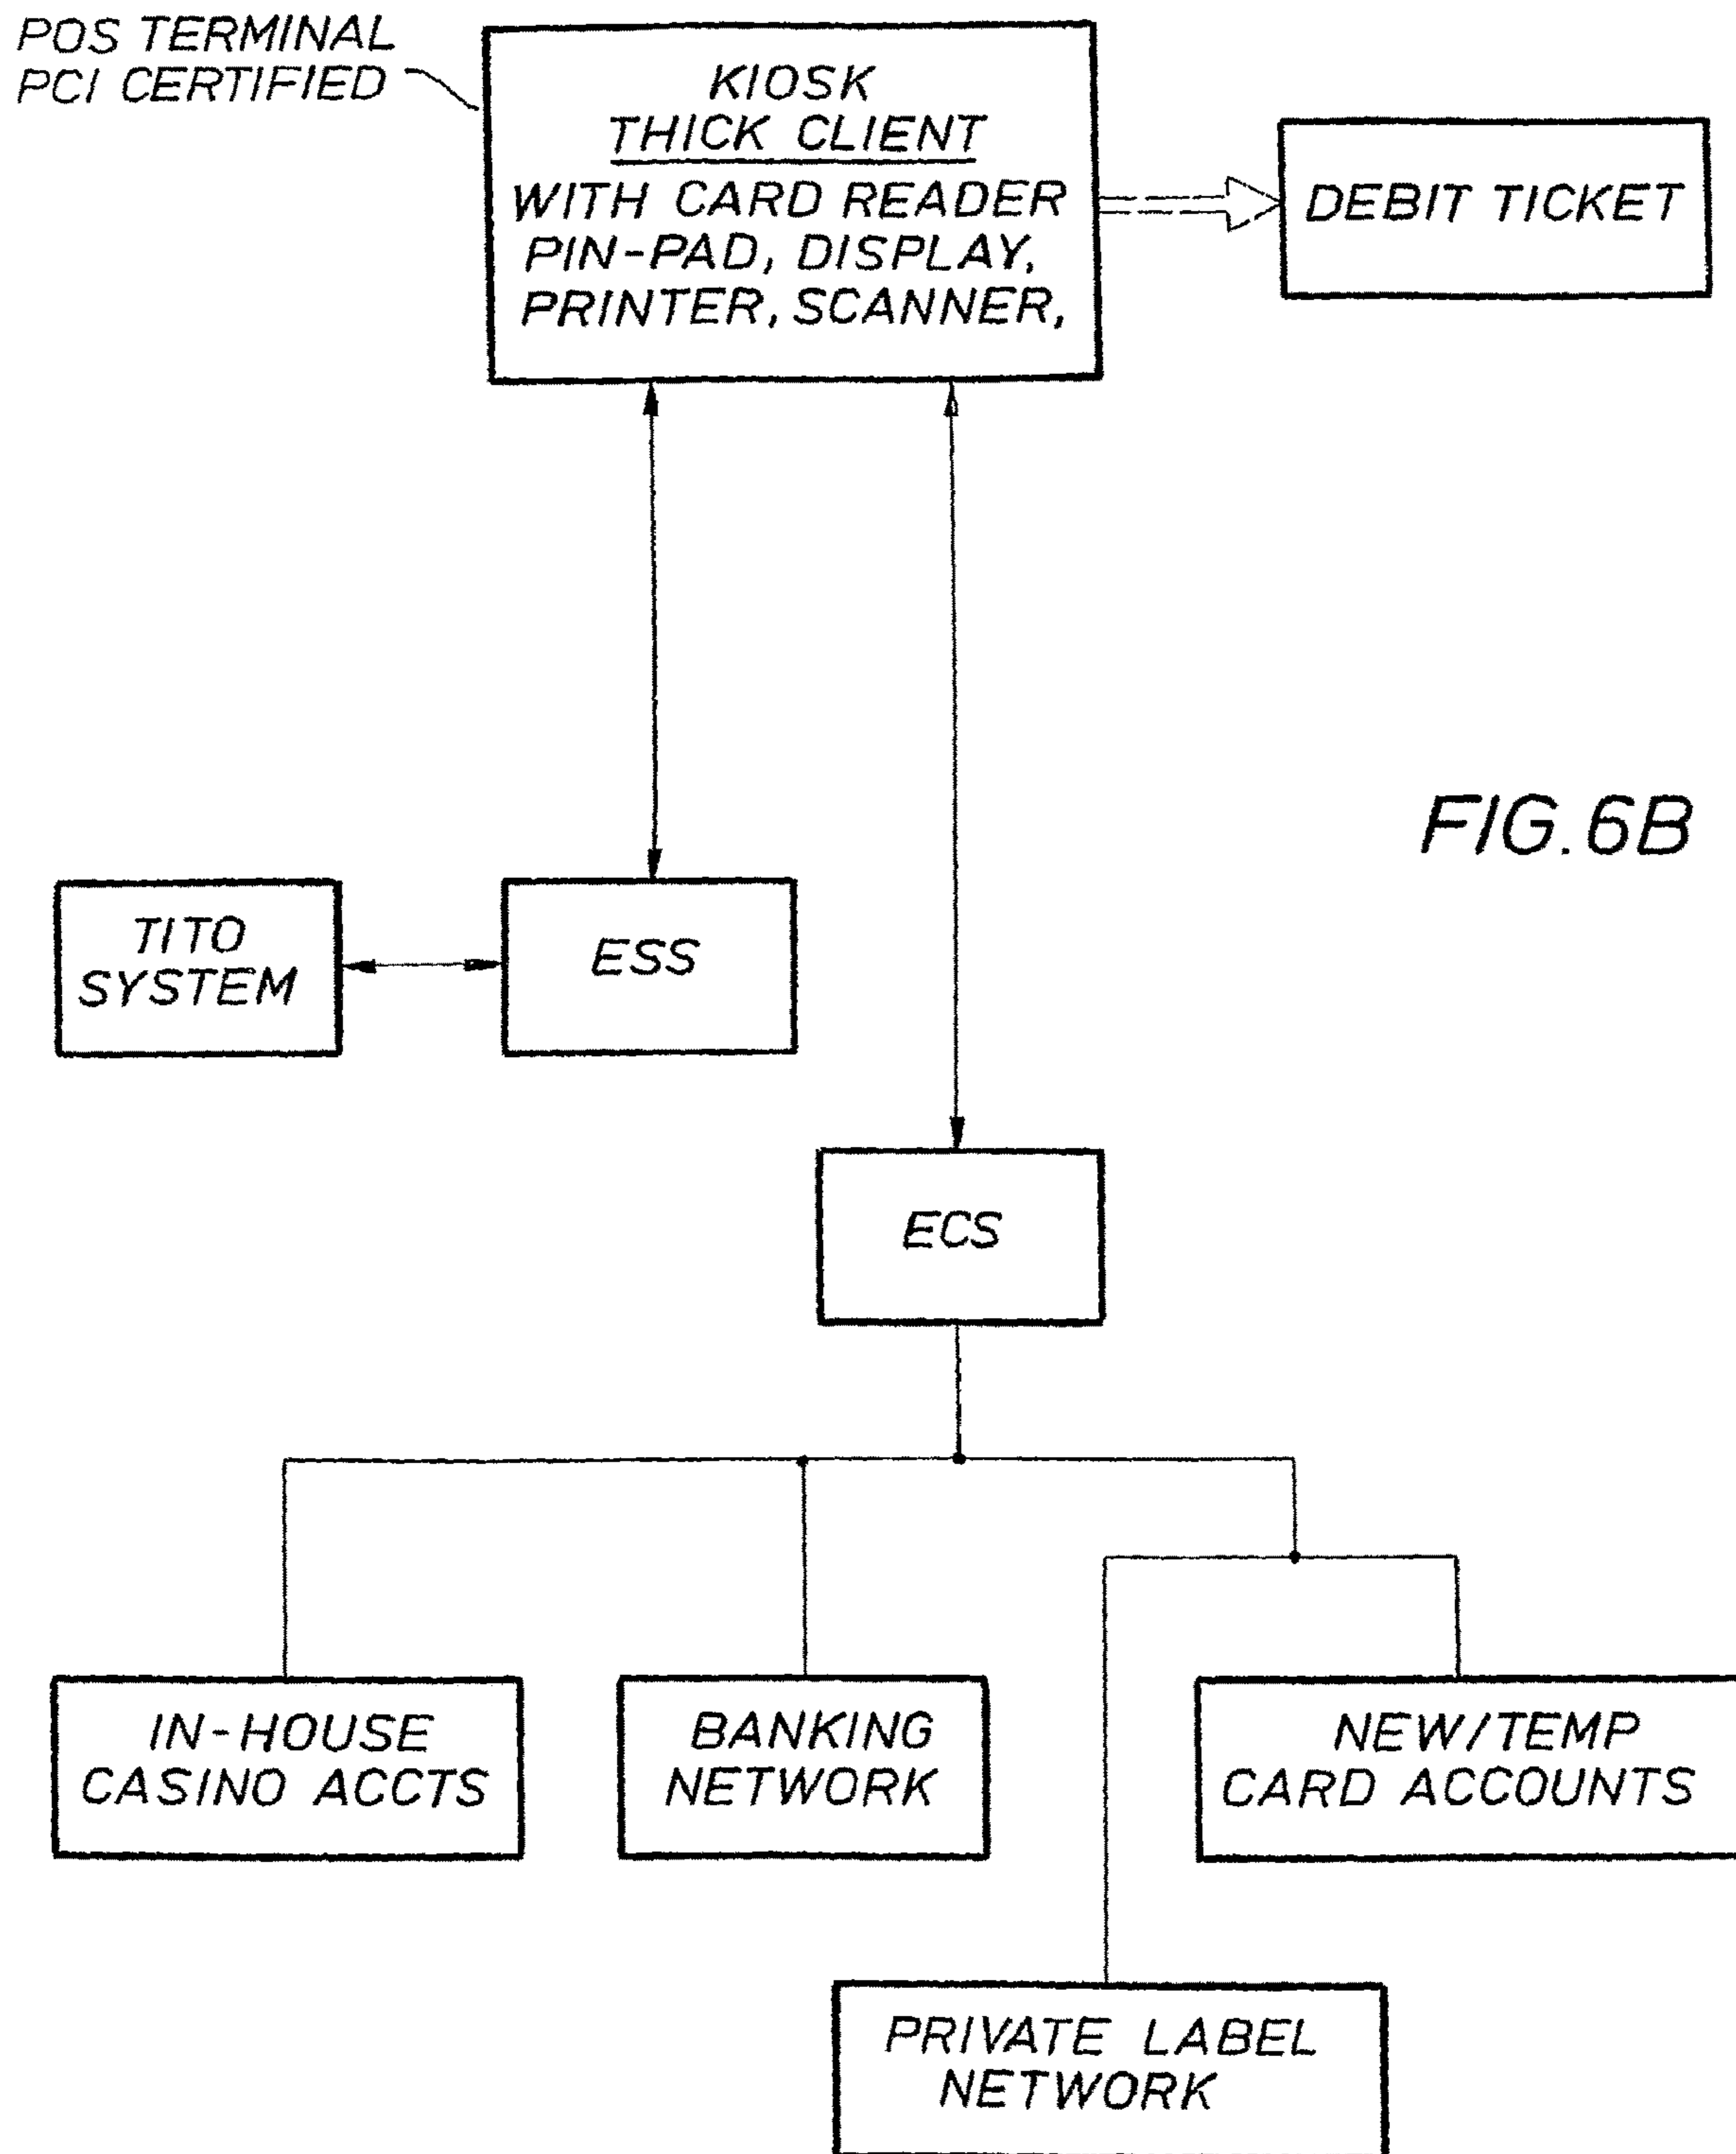 POS TERMINAL
PCI CERTIFIED
KIOSK
THICK CLIENT
WITH CARD READER
PIN-PAD, DISPLAY,
PRINTER, SCANNER,
DEBIT TICKET
FIG. 6B
TITO
SYSTEM
ESS
ECS
IN-HOUSE
CASINO ACCTS
BANKING
NETWORK
NEW/TEMP
CARD ACCOUNTS
PRIVATE LABEL
NETWORK